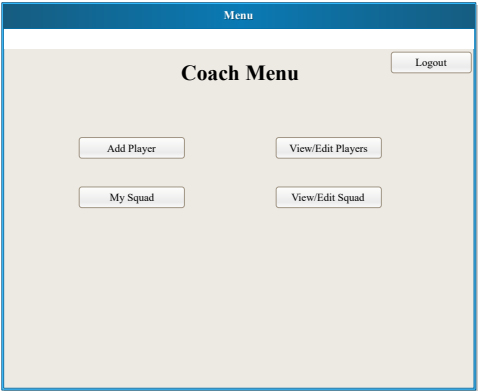 Menu
Logout
Coach Menu
Add Player
View/Edit Players
My Squad
View/Edit Squad